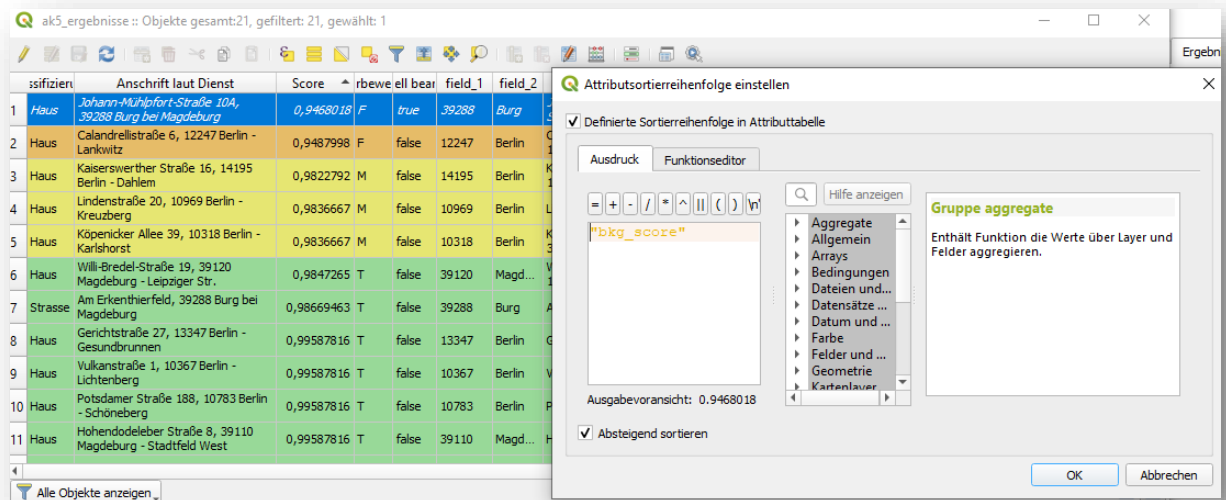 ak5_ergebnisse :: Objekte gesamt:21, gefiltert: 21, gewählt: 1
Ergebn
ssifizieru Anschrift laut Dienst Score rbewe ell bear field_1 field_2
1 Haus Johann-Mühlpfort-Straße 10A, 39288 Burg bei Magdeburg 0,9468018 F true 39288 Burg
2 Haus Calandrellistraße 6, 12247 Berlin - Lankwitz 0,9487998 F false 12247 Berlin
3 Haus Kaiserswerther Straße 16, 14195 Berlin - Dahlem 0,9822792 M false 14195 Berlin
4 Haus Lindenstraße 20, 10969 Berlin - Kreuzberg 0,9836667 M false 10969 Berlin
5 Haus Köpenicker Allee 39, 10318 Berlin - Karlshorst 0,9836667 M false 10318 Berlin
6 Haus Willi-Bredel-Straße 19, 39120 Magdeburg - Leipziger Str. 0,9847265 T false 39120 Magd...
7 Strasse Am Erkenthierfeld, 39288 Burg bei Magdeburg 0,98669463 T false 39288 Burg
8 Haus Gerichtstraße 27, 13347 Berlin - Gesundbrunnen 0,99587816 T false 13347 Berlin
9 Haus Vulkanstraße 1, 10367 Berlin - Lichtenberg 0,99587816 T false 10367 Berlin
10 Haus Potsdamer Straße 188, 10783 Berlin - Schöneberg 0,99587816 T false 10783 Berlin
11 Haus Hohendodeleber Straße 8, 39110 Magdeburg - Stadtfeld West 0,99587816 T false 39110 Magd...
Alle Objekte anzeigen
Attributsortierreihenfolge einstellen
Definierte Sortierreihenfolge in Attributtabelle
Ausdruck Funktionseditor
= + - / * ^ || ( ) \n'
Hilfe anzeigen
"bkg_score"
Aggregate
Allgemein
Arrays
Bedingungen
Dateien und...
Datensätze ...
Datum und ...
Farbe
Felder und ...
Geometrie
Kartenlayer
Gruppe aggregate
Enthält Funktion die Werte über Layer und
Felder aggregieren.
Ausgabevoransicht: 0.9468018
Absteigend sortieren
OK Abbrechen